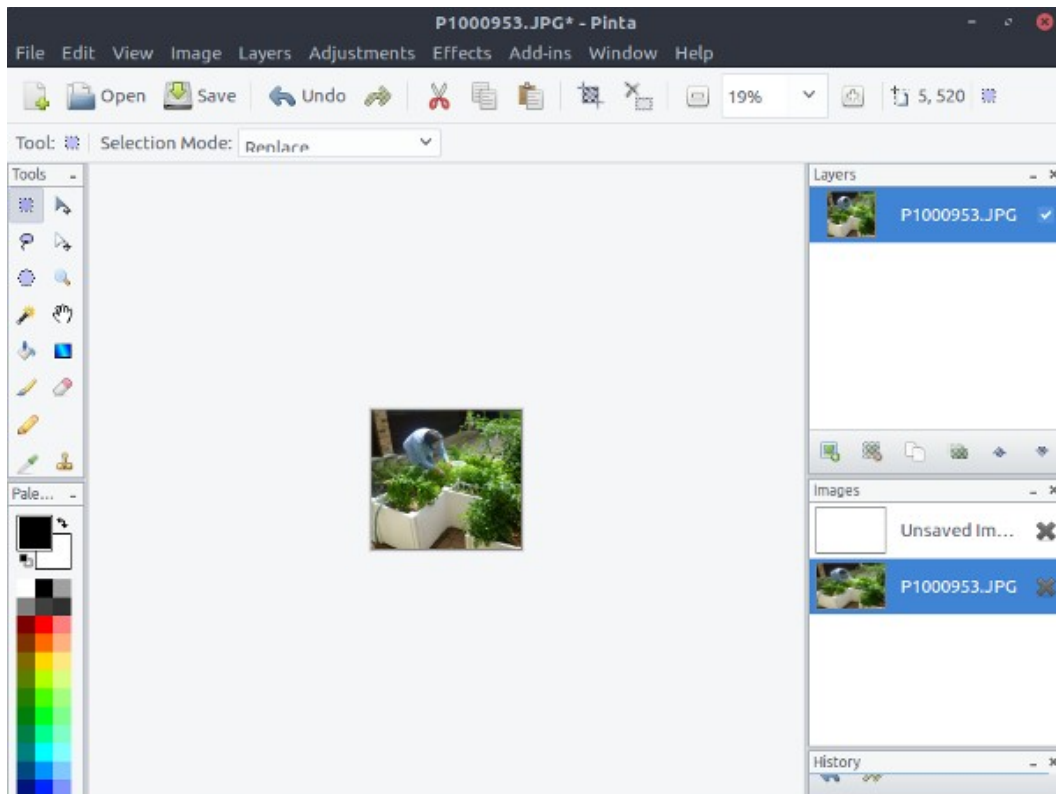 P1000953.JPG* - Pinta
File Edit View Image Layers Adjustments Effects Add-ins Window Help
Open Save Undo 19% 5, 520
Tool: Selection Mode: Replace
Tools
Layers
P1000953.JPG
Pale...
Images
Unsaved Im...
P1000953.JPG
History